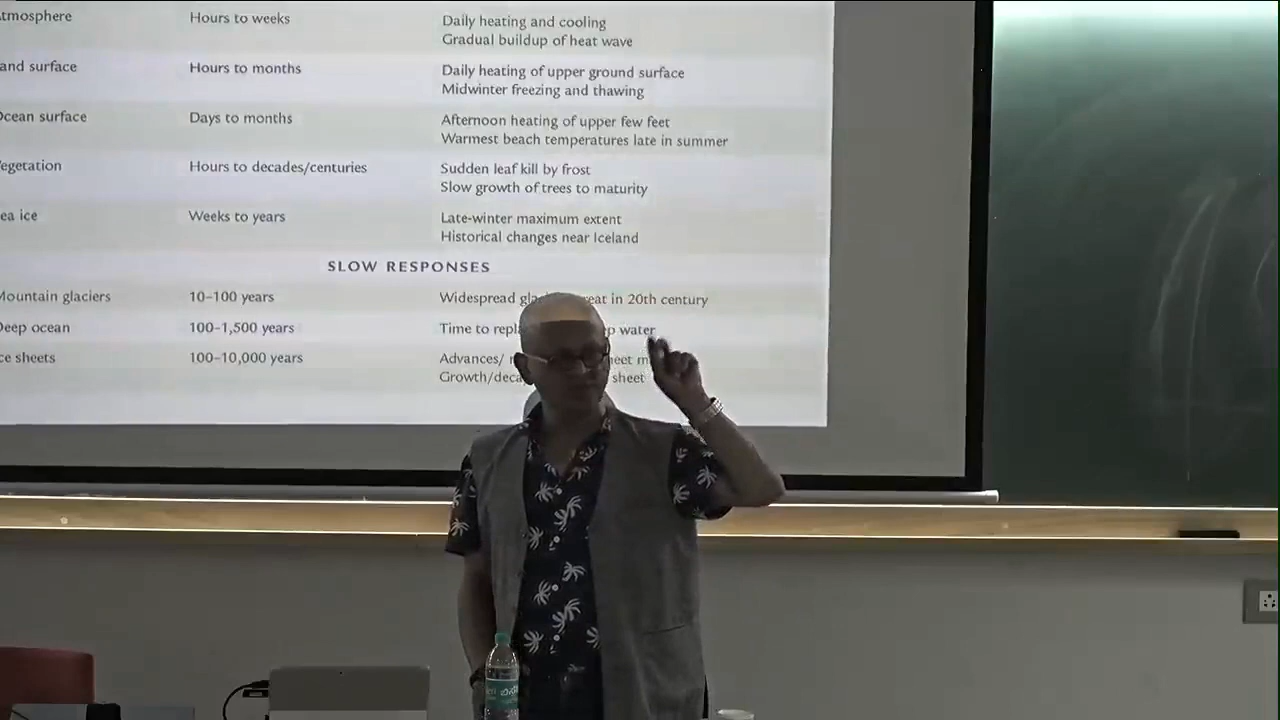 tmosphere Hours to weeks Daily heating and cooling
Gradual buildup of heat wave
and surface Hours to months Daily heating of upper ground surface
Midwinter freezing and thawing
Ocean surface Days to months Afternoon heating of upper few feet
Warmest beach temperatures late in summer
egetation Hours to decades/centuries Sudden leaf kill by frost
Slow growth of trees to maturity
ea ice Weeks to years Late-winter maximum extent
Historical changes near Iceland
SLOW RESPONSES
Mountain glaciers 10–100 years Widespread gla eat in 20th century
Deep ocean 100–1,500 years Time to repl p water
ce sheets 100–10,000 years Advances/ heet m
Growth/deca sheet